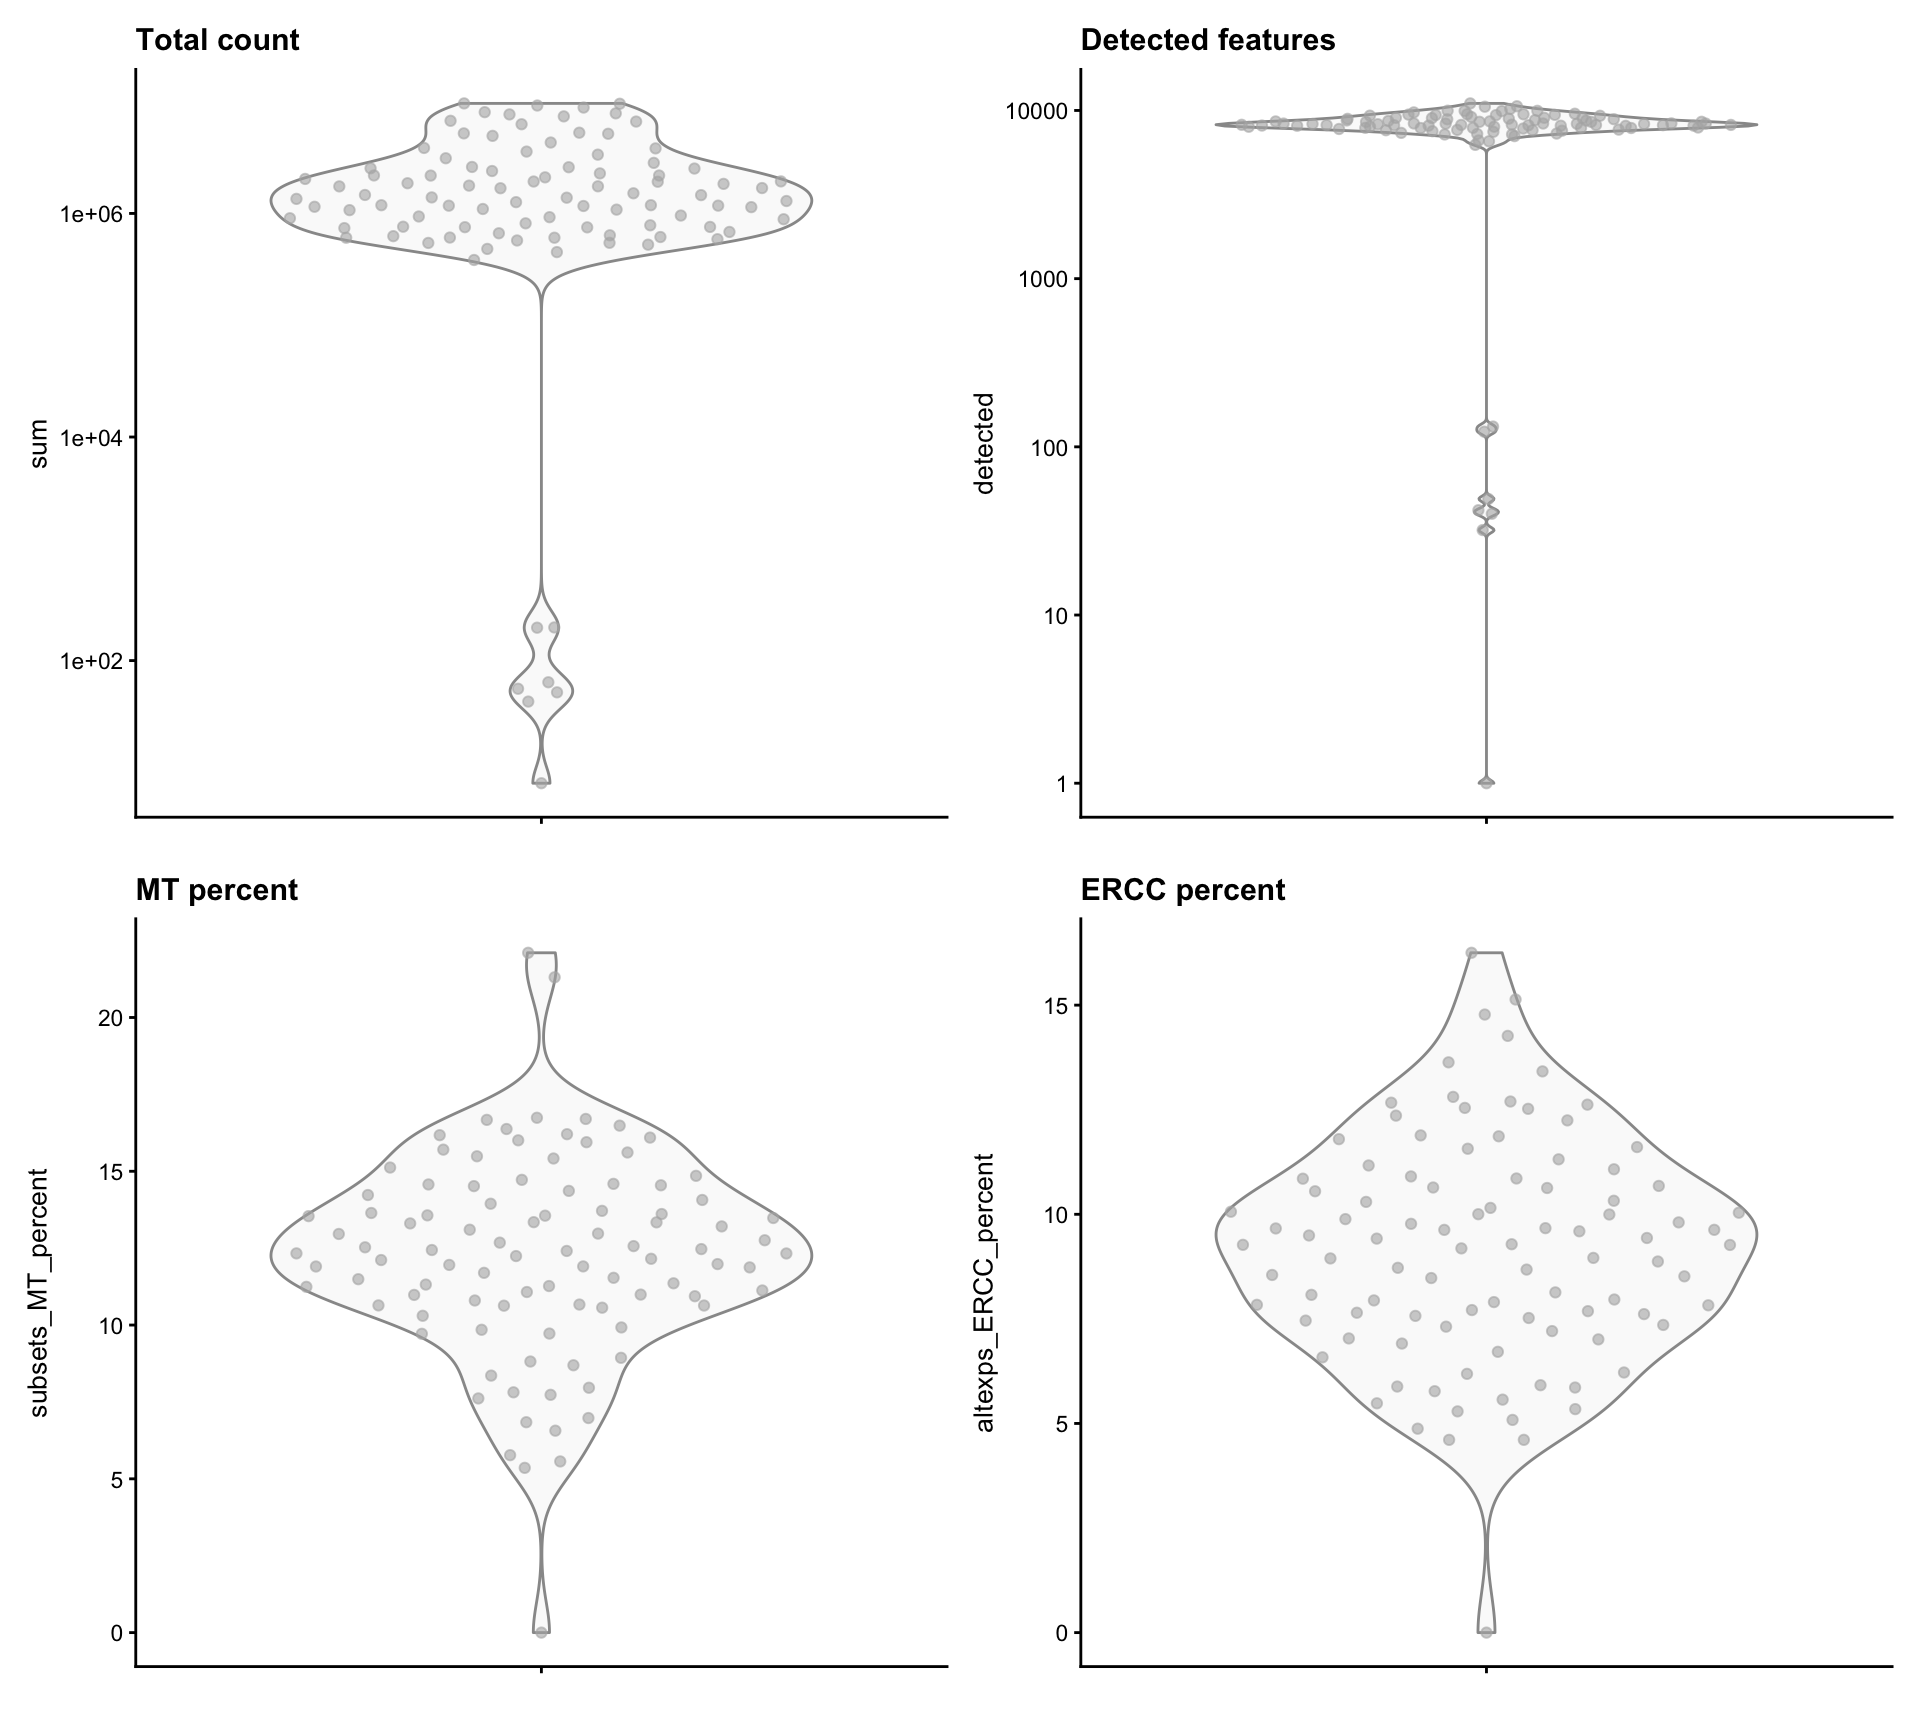 Total count
sum
1e+06
1e+04
1e+02
Detected features
detected
10000
1000
100
10
1
MT percent
subsets_MT_percent
20
15
10
5
0
ERCC percent
altexps_ERCC_percent
15
10
5
0